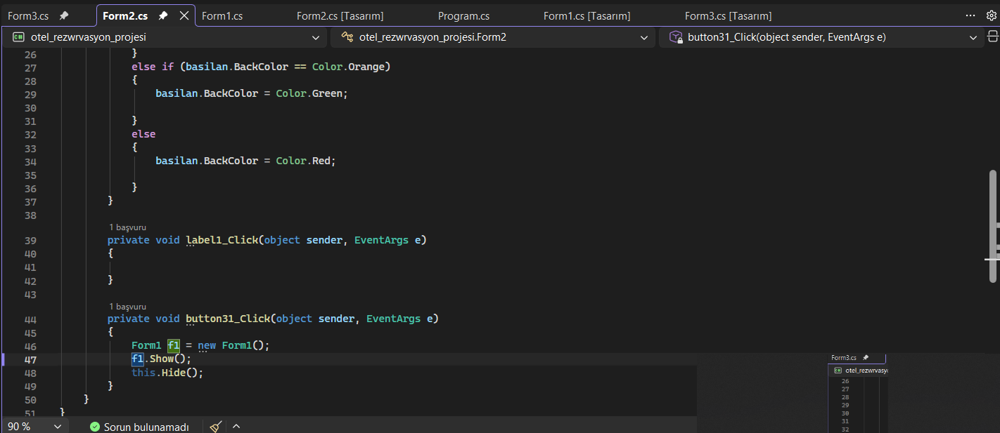 Form3.cs Form2.cs Form1.cs Form2.cs [Tasarım] Program.cs Form1.cs [Tasarım] Form3.cs [Tasarım]
C# otel_rezwrvasyon_projesi otel_rezwrvasyon_projesi.Form2 button31_Click(object sender, EventArgs e)
26 }
27 else if (basilan.BackColor == Color.Orange)
28 {
29 basilan.BackColor = Color.Green;
30
31 }
32 else
33 {
34 basilan.BackColor = Color.Red;
35
36 }
37 }
38
1 başvuru
39 private void label1_Click(object sender, EventArgs e)
40 {
41
42 }
43
1 başvuru
44 private void button31_Click(object sender, EventArgs e)
45 {
46 Form1 f1 = new Form1();
47 f1.Show();
48 this.Hide();
49 }
50 }
51 }
90 % Sorun bulunamadı
Form3.cs
C# otel_rezwrvasy
26
27
28
29
30
31
32